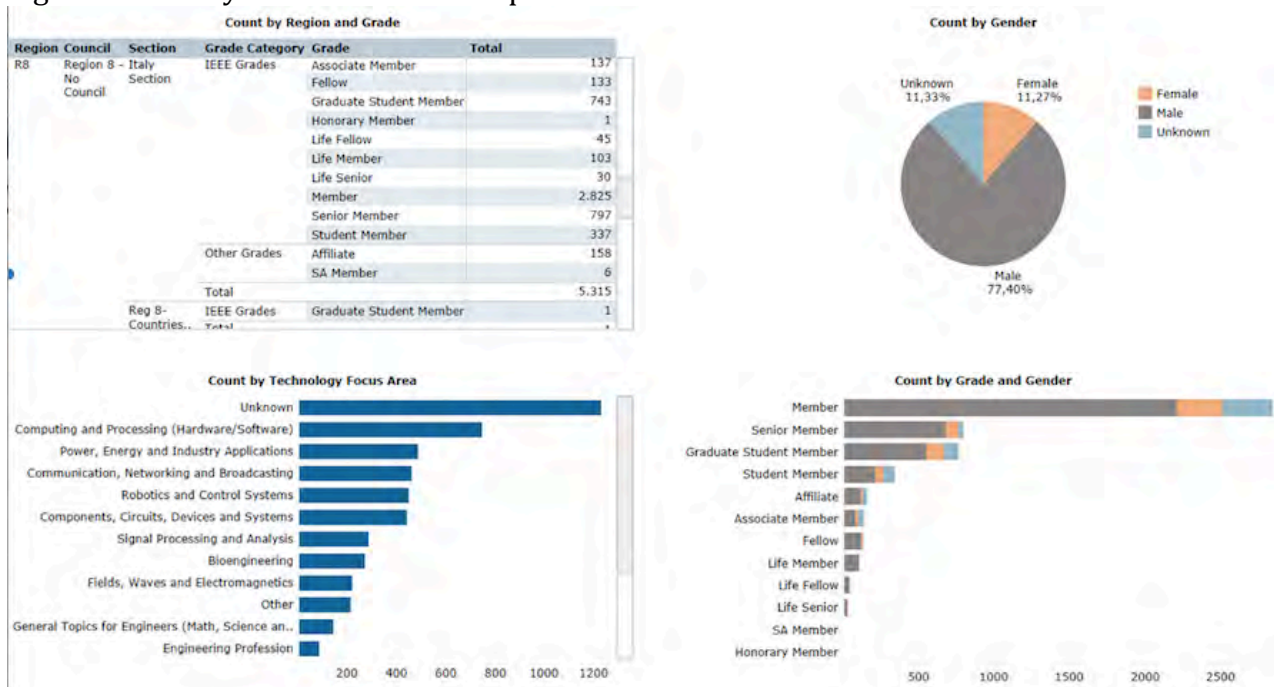 Count by Region and Grade
Region Council Section Grade Category Grade Total
R8 Region 8 - No Council Italy Section IEEE Grades Associate Member 137
Fellow 133
Graduate Student Member 743
Honorary Member 1
Life Fellow 45
Life Member 103
Life Senior 30
Member 2.825
Senior Member 797
Student Member 337
Other Grades Affiliate 158
SA Member 6
Total 5.315
Reg 8- Countries.. IEEE Grades Graduate Student Member 1
Total
Count by Gender
Unknown 11,33%
Female 11,27%
Male 77,40%
Female
Male
Unknown
Count by Technology Focus Area
Unknown
Computing and Processing (Hardware/Software)
Power, Energy and Industry Applications
Communication, Networking and Broadcasting
Robotics and Control Systems
Components, Circuits, Devices and Systems
Signal Processing and Analysis
Bioengineering
Fields, Waves and Electromagnetics
Other
General Topics for Engineers (Math, Science an..
Engineering Profession
200 400 600 800 1000 1200
Count by Grade and Gender
Member
Senior Member
Graduate Student Member
Student Member
Affiliate
Associate Member
Fellow
Life Member
Life Fellow
Life Senior
SA Member
Honorary Member
500 1000 1500 2000 2500